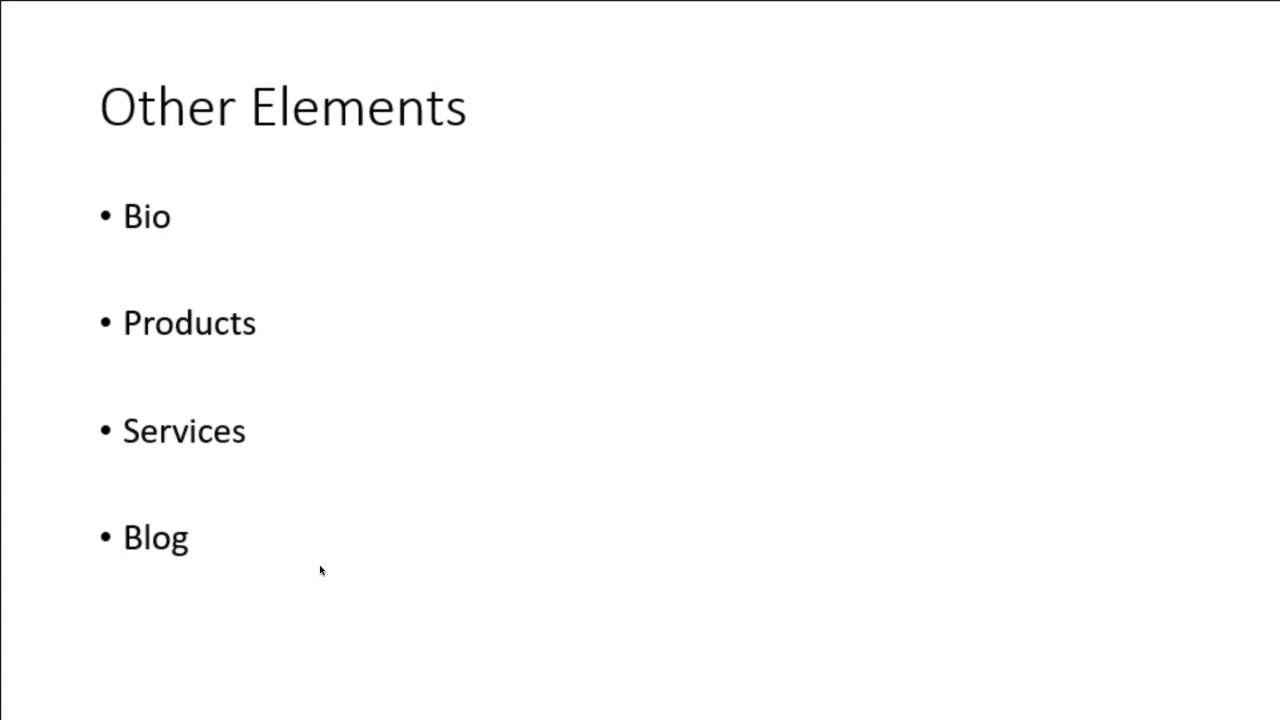 Other Elements
• Bio
• Products
• Services
• Blog